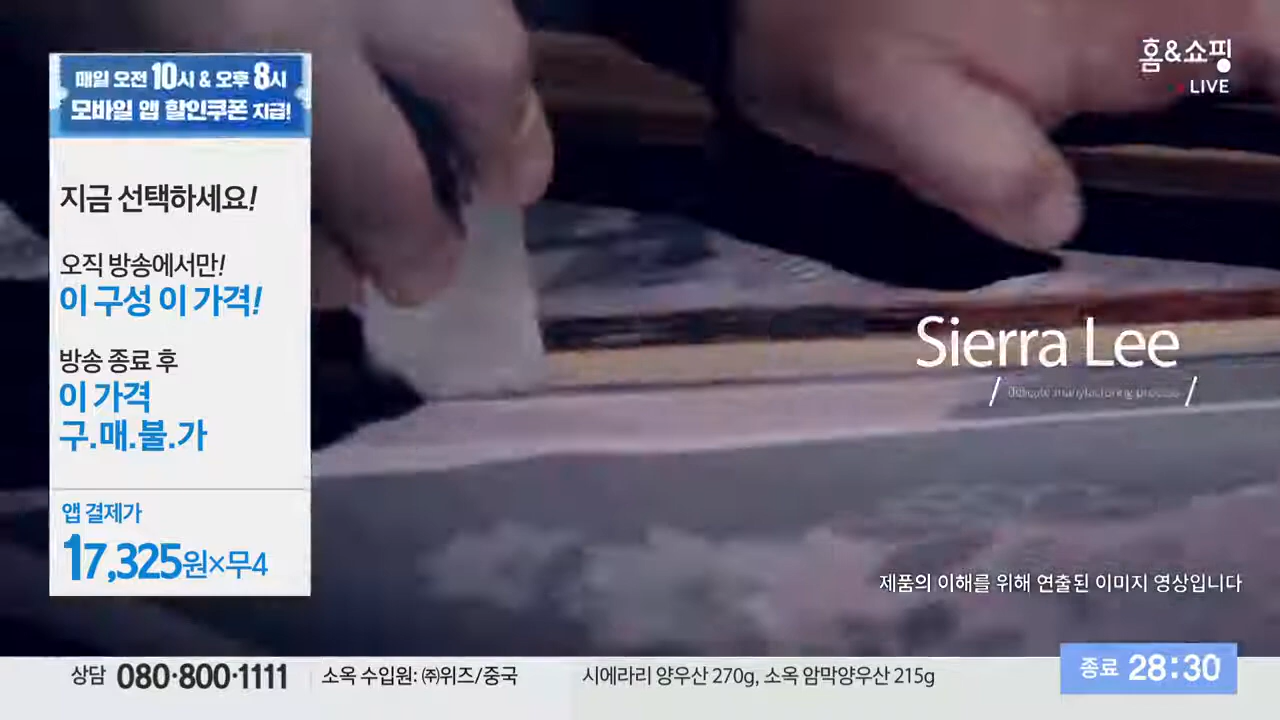 매일 오전 10시 & 오후 8시
모바일 앱 할인쿠폰 지급!
지금 선택하세요!
오직 방송에서만!
이 구성 이 가격!
방송 종료 후
이 가격
구.매.불.가
앱 결제가
17,325원×무4
홈&쇼핑
LIVE
Sierra Lee
/ delicate manufacturing process /
제품의 이해를 위해 연출된 이미지 영상입니다
상담 080·800·1111 소옥 수입원: ㈜위즈/중국 시에라리 양우산 270g, 소옥 암막양우산 215g 종료 28:30